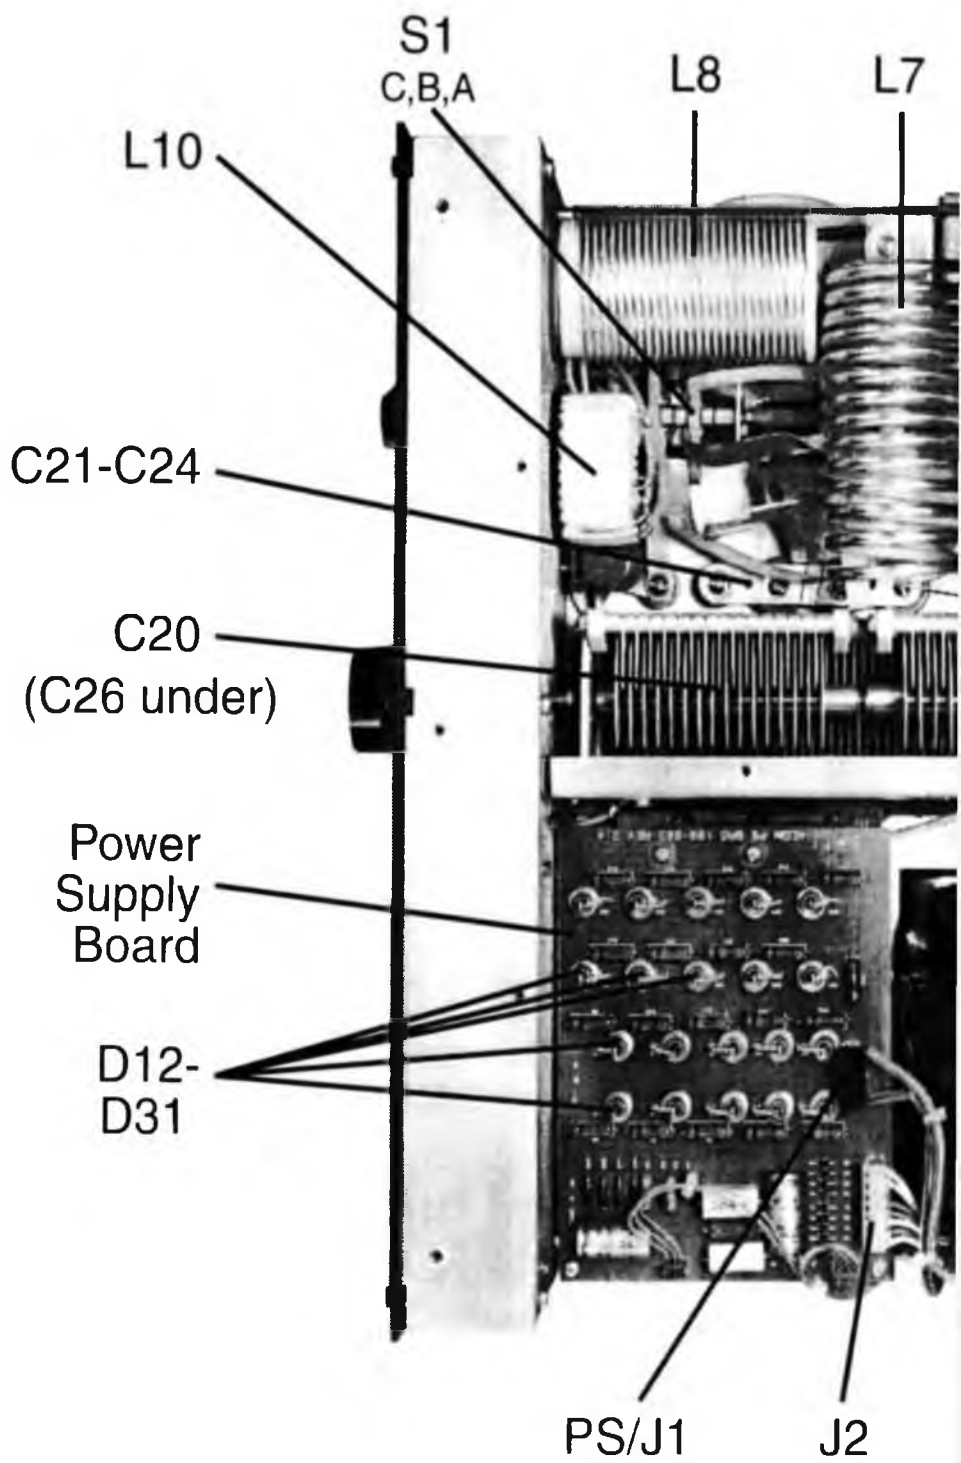 S1
C,B,A
L8
L7
L10
C21-C24
C20
(C26 under)
Power
Supply
Board
D12-
D31
PS/J1
J2